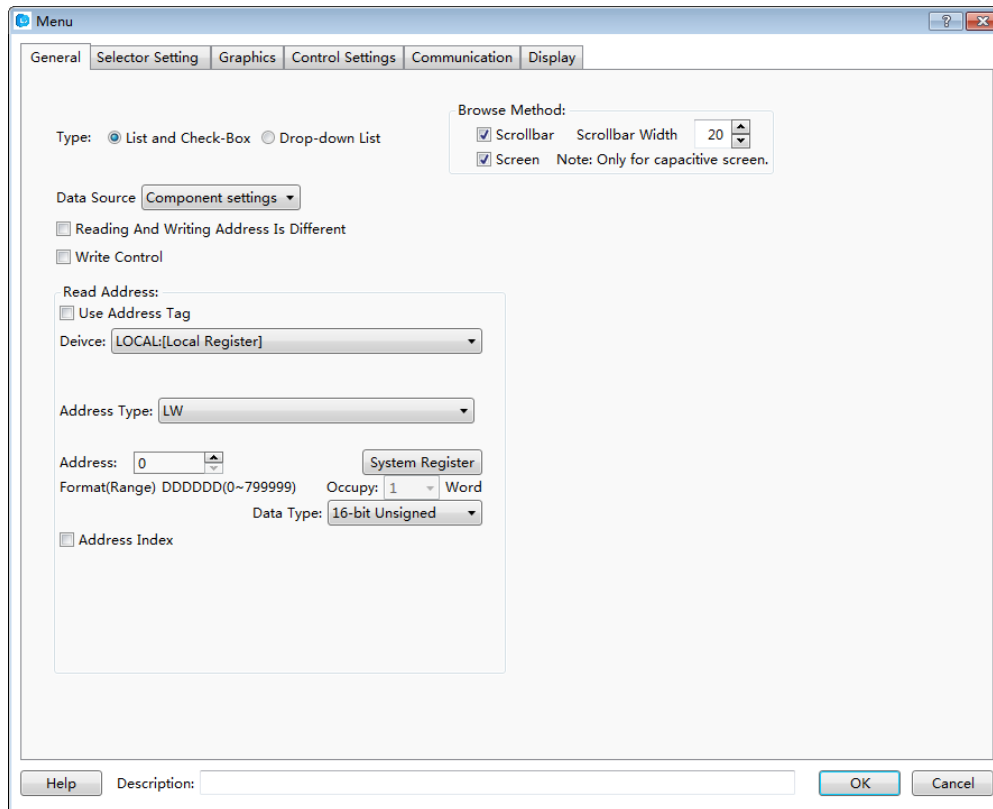 Menu
General Selector Setting Graphics Control Settings Communication Display
Browse Method:
Type: List and Check-Box Drop-down List
Scrollbar Scrollbar Width 20
Screen Note: Only for capacitive screen.
Data Source Component settings
Reading And Writing Address Is Different
Write Control
Read Address:
Use Address Tag
Deivce: LOCAL:[Local Register]
Address Type: LW
Address: 0 System Register
Format(Range) DDDDDD(0~799999) Occupy: 1 Word
Data Type: 16-bit Unsigned
Address Index
Help Description: OK Cancel